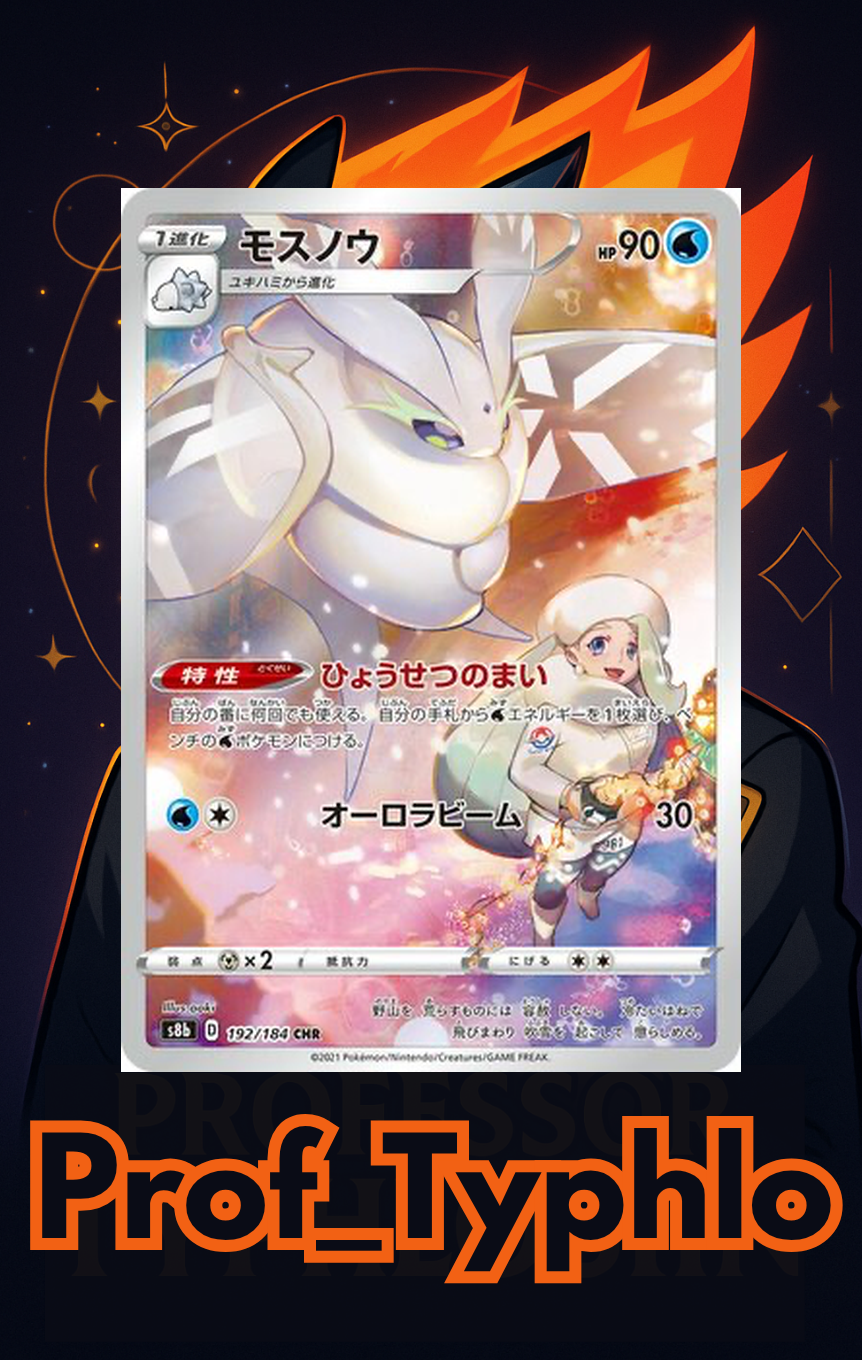 1進化
モスノウ
HP90
ユキハミから進化
特性
とくせい
ひょうせつのまい
自分の番に何回でも使える。自分の手札からエネルギーを1枚選び、ベ
ンチのポケモンにつける。
オーロラビーム
30
弱点
×2
抵抗力
にげる
Illus. ooki
野山を 荒らすものには 容赦 しない。 冷たいはねで
飛びまわり 吹雪を 起こして 懲らしめる。
s8b D 192/184 CHR
©2021 Pokémon/Nintendo/Creatures/GAME FREAK.
PROFESSOR
Prof_Typhlo